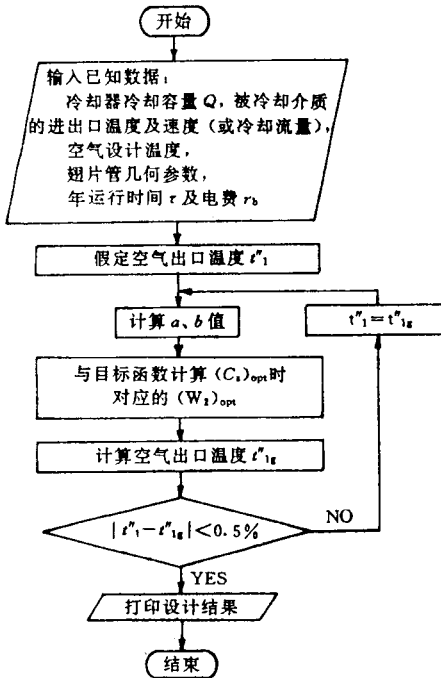 开始
输入已知数据:
冷却器冷却容量 Q, 被冷却介质
的进出口温度及速度 (或冷却流量),
空气设计温度,
翅片管几何参数,
年运行时间 τ 及电费 r_b
假定空气出口温度 t″₁
计算 a、b 值
t″₁＝t″₁g
与目标函数计算 (C_s)opt时
对应的 (W_g)opt
计算空气出口温度 t″₁g
| t″₁－t″₁g |＜0.5%
NO
YES
打印设计结果
结束